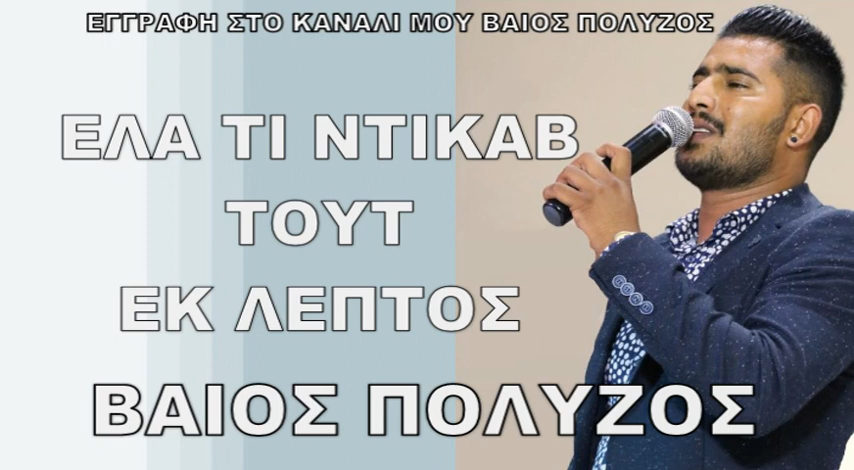 ΕΓΓΡΑΦΗ ΣΤΟ ΚΑΝΑΛΙ ΜΟΥ ΒΑΙΟΣ ΠΟΛΥΖΟΣ
ΕΛΑ ΤΙ ΝΤΙΚΑΒ
ΤΟΥΤ
ΕΚ ΛΕΠΤΟΣ
ΒΑΙΟΣ ΠΟΛΥΖΟΣ